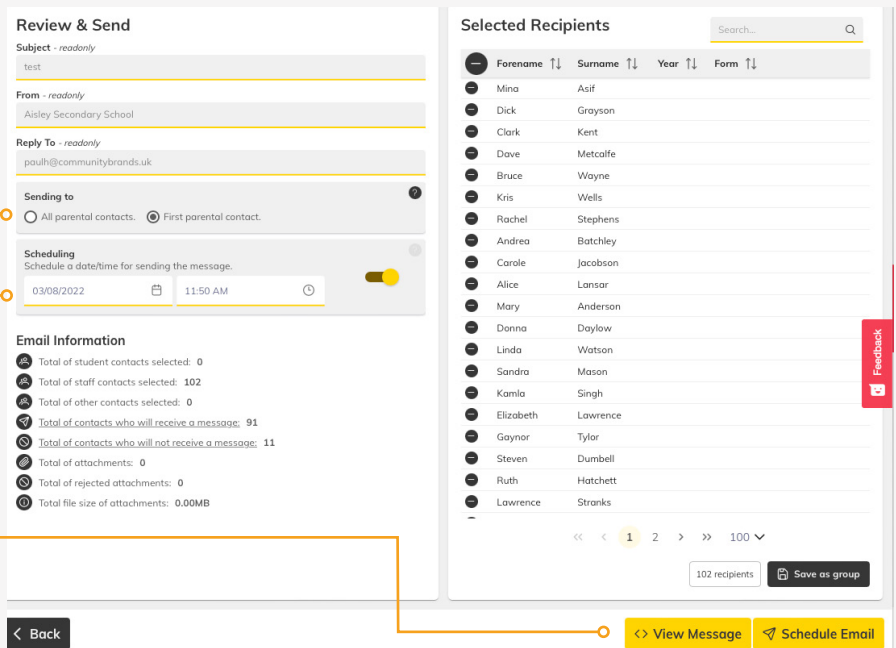 Review & Send
Subject - readonly
test
From - readonly
Aisley Secondary School
Reply To - readonly
paulh@communitybrands.uk
Sending to
?
All parental contacts. First parental contact.
Scheduling
?
Schedule a date/time for sending the message.
03/08/2022 11:50 AM
Email Information
Total of student contacts selected: 0
Total of staff contacts selected: 102
Total of other contacts selected: 0
Total of contacts who will receive a message: 91
Total of contacts who will not receive a message: 11
Total of attachments: 0
Total of rejected attachments: 0
Total file size of attachments: 0.00MB
Selected Recipients
Search...
Forename Surname Year Form
Mina Asif
Dick Grayson
Clark Kent
Dave Metcalfe
Bruce Wayne
Kris Wells
Rachel Stephens
Andrea Batchley
Carole Jacobson
Alice Lansar
Mary Anderson
Donna Daylow
Linda Watson
Sandra Mason
Kamla Singh
Elizabeth Lawrence
Gaynor Tylor
Steven Dumbell
Ruth Hatchett
Lawrence Stranks
<< < 1 2 > >> 100
102 recipients Save as group
Feedback
< Back
<> View Message Schedule Email